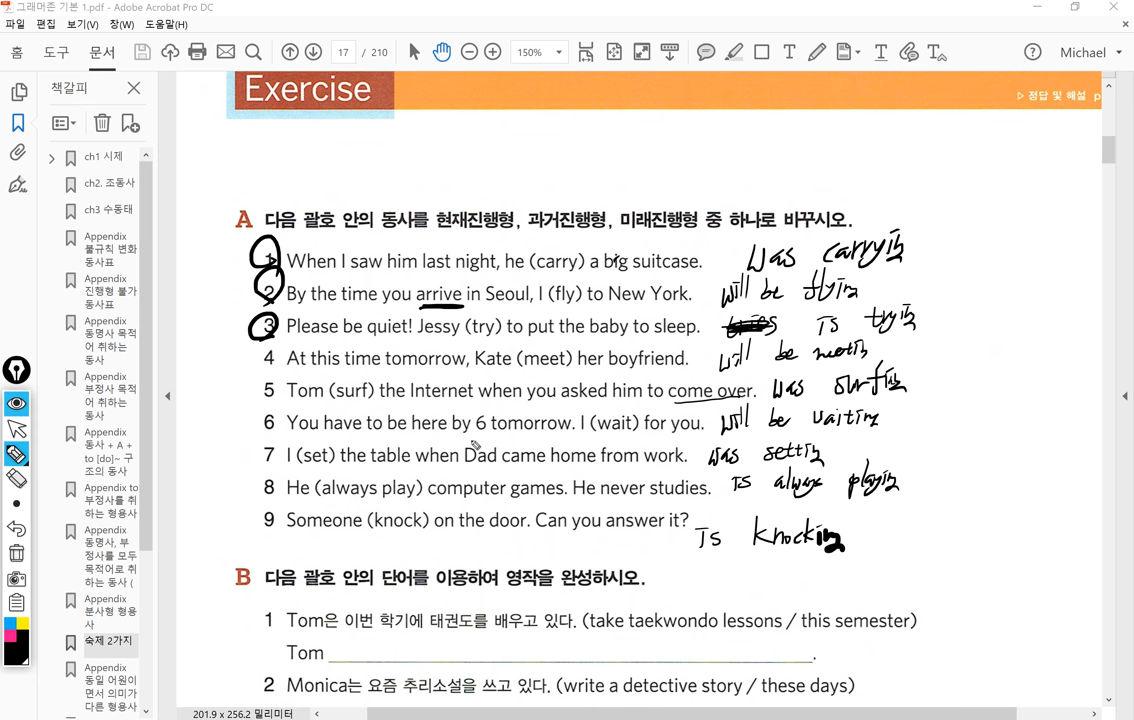 그래머존 기본 1.pdf - Adobe Acrobat Pro DC
파일 편집 보기(V) 창(W) 도움말(H)
홈 도구 문서 17 / 210 150% Michael
책갈피
ch1 시제
ch2. 조동사
ch3 수동태
Appendix
불규칙 변화
동사표
Appendix
진행형 불가
동사표
Appendix
동명사 목적
어 취하는
동사
Appendix
부정사 목적
어 취하는
동사
Appendix
동사 + A +
to [do]~ 구
조의 동사
Appendix to
부정사를 취
하는 형용사
Appendix
동명사, 부
정사를 모두
목적어로 취
하는 동사 (
Appendix
분사형 형용
사
숙제 2가지
Appendix
동일 어원이
면서 의미가
다른 형용사
Exercise
▷ 정답 및 해설 p
A 다음 괄호 안의 동사를 현재진행형, 과거진행형, 미래진행형 중 하나로 바꾸시오.
1 When I saw him last night, he (carry) a big suitcase. was carryin
2 By the time you arrive in Seoul, I (fly) to New York. will be flyin
3 Please be quiet! Jessy (try) to put the baby to sleep. is tryin
4 At this time tomorrow, Kate (meet) her boyfriend. will be meetin
5 Tom (surf) the Internet when you asked him to come over. was surfin
6 You have to be here by 6 tomorrow. I (wait) for you. will be waiting
7 I (set) the table when Dad came home from work. was settin
8 He (always play) computer games. He never studies. is always playin
9 Someone (knock) on the door. Can you answer it? is knocking
B 다음 괄호 안의 단어를 이용하여 영작을 완성하시오.
1 Tom은 이번 학기에 태권도를 배우고 있다. (take taekwondo lessons / this semester)
Tom .
2 Monica는 요즘 추리소설을 쓰고 있다. (write a detective story / these days)
201.9 x 256.2 밀리미터